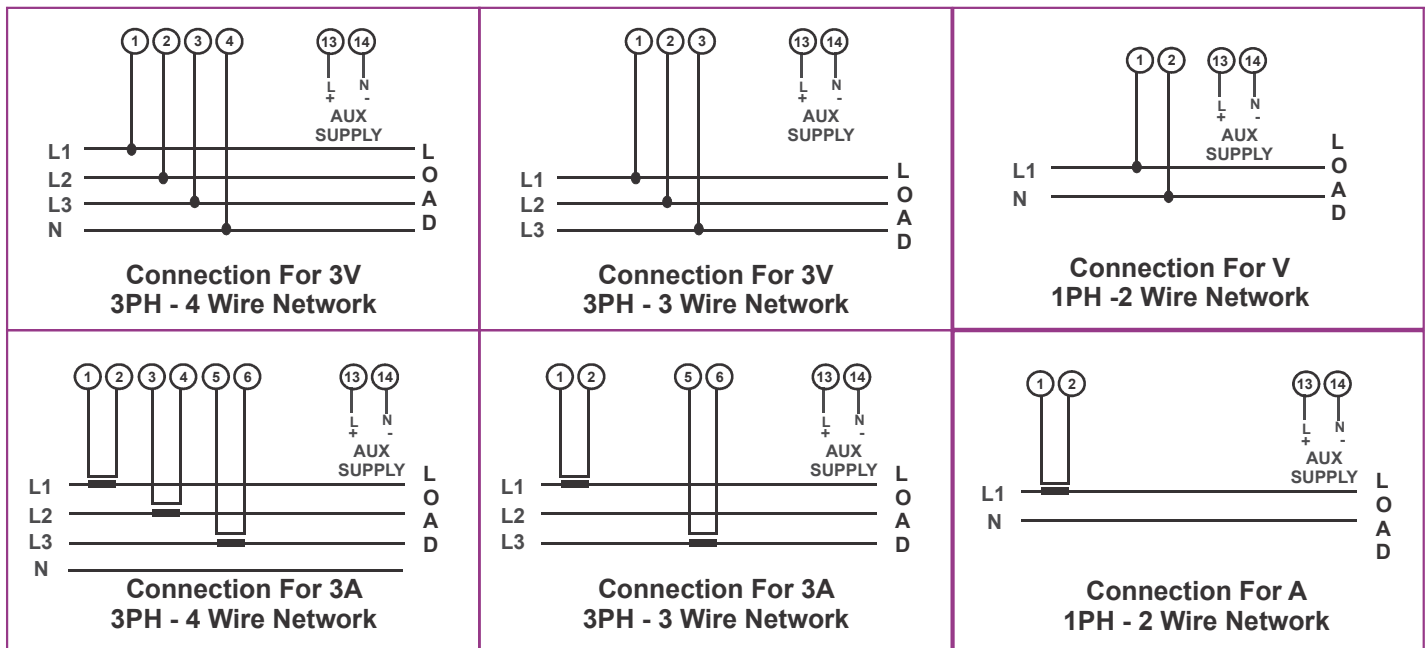 1 2 3 4 13 14
L N
+ -
AUX
SUPPLY
L1
L2
L3
N
L
O
A
D
Connection For 3V
3PH - 4 Wire Network
1 2 3 13 14
L N
+ -
AUX
SUPPLY
L1
L2
L3
L
O
A
D
Connection For 3V
3PH - 3 Wire Network
1 2 13 14
L N
+ -
AUX
SUPPLY
L1
N
L
O
A
D
Connection For V
1PH -2 Wire Network
1 2 3 4 5 6 13 14
L N
+ -
AUX
SUPPLY
L1
L2
L3
N
L
O
A
D
Connection For 3A
3PH - 4 Wire Network
1 2 5 6 13 14
L N
+ -
AUX
SUPPLY
L1
L2
L3
L
O
A
D
Connection For 3A
3PH - 3 Wire Network
1 2 13 14
L N
+ -
AUX
SUPPLY
L1
N
L
O
A
D
Connection For A
1PH - 2 Wire Network